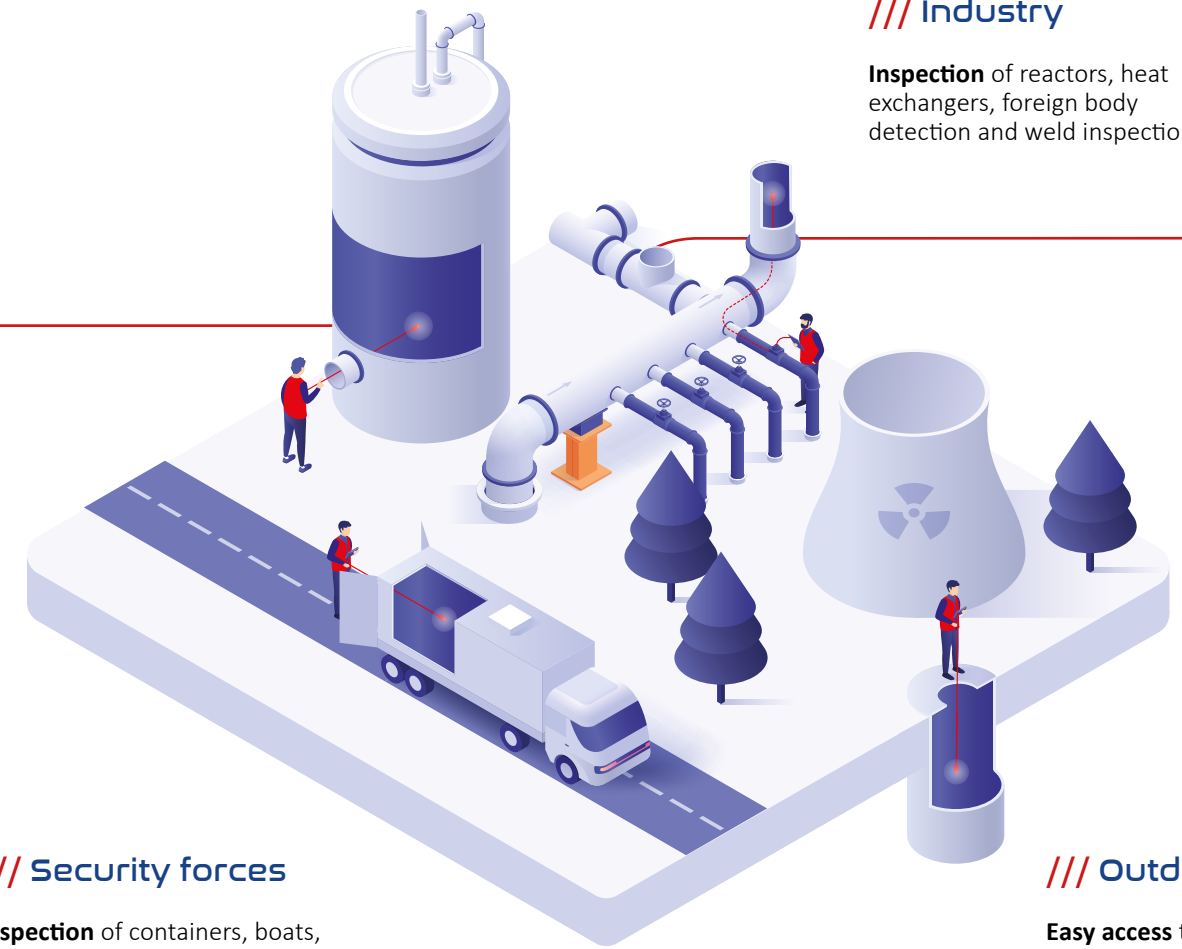 /// Industry
Inspection of reactors, heat
exchangers, foreign body
detection and weld inspectio
// Security forces
spection of containers, boats,
/// Outd
Easy access t